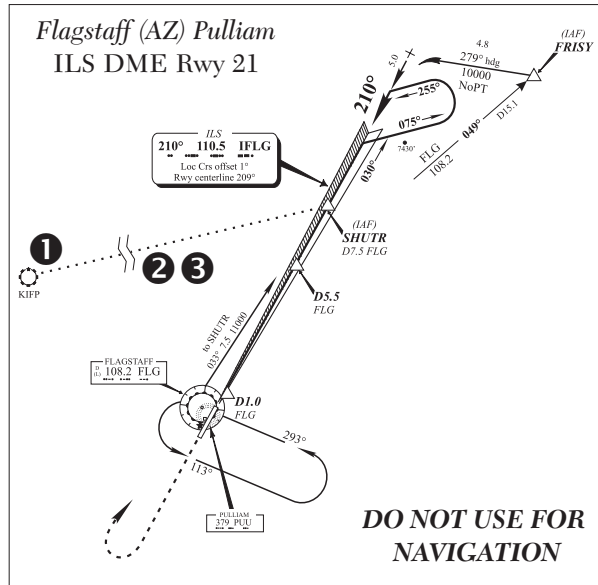 Flagstaff (AZ) Pulliam
ILS DME Rwy 21
(IAF)
FRISY
4.8
279° hdg
10000
NoPT
5.0
210°
255°
075°
7430'
030°
049°
D15.1
FLG
108.2
ILS
210° 110.5 IFLG
Loc Crs offset 1°
Rwy centerline 209°
(IAF)
SHUTR
D7.5 FLG
1
2 3
KIFP
D5.5
FLG
to SHUTR
033° 7.5 11000
FLAGSTAFF
D
(L) 108.2 FLG
D1.0
FLG
293°
113°
PULLIAM
379 PUU
DO NOT USE FOR
NAVIGATION